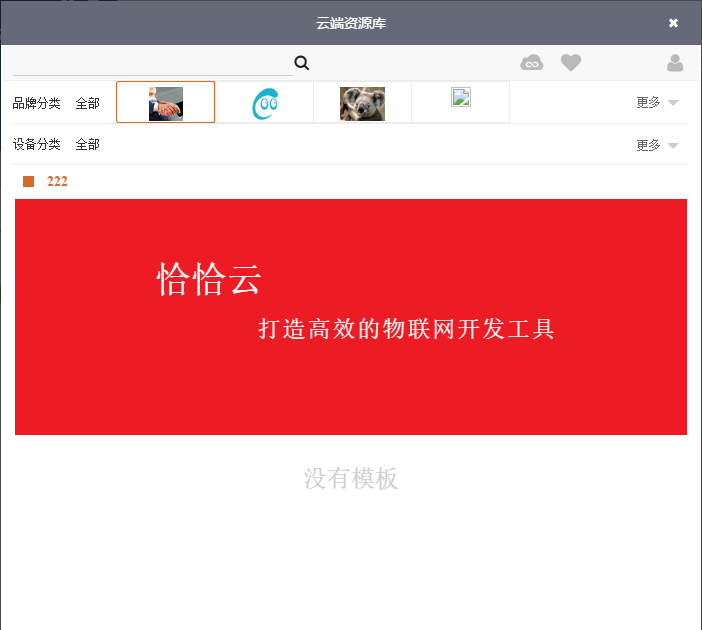 云端资源库
品牌分类 全部 更多
设备分类 全部 更多
222
恰恰云
打造高效的物联网开发工具
没有模板